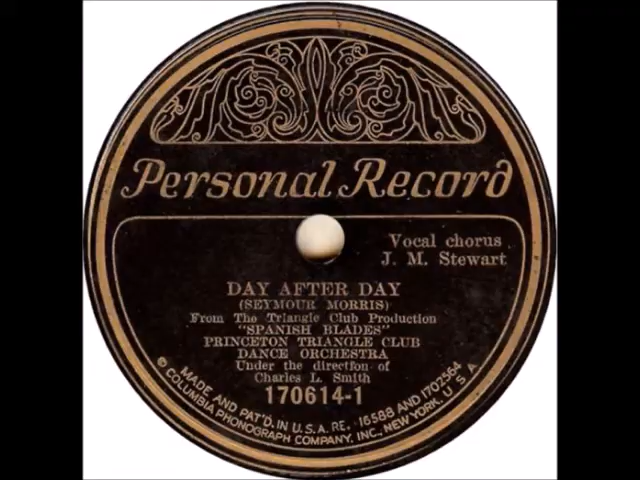 Personal Record
Vocal chorus
J. M. Stewart
DAY AFTER DAY
(SEYMOUR MORRIS)
From The Triangle Club Production
"SPANISH BLADES"
PRINCETON TRIANGLE CLUB
DANCE ORCHESTRA
Under the direction of
Charles L. Smith
170614-1
MADE AND PAT'D. IN U.S.A. RE. 16588 AND 1702564
© COLUMBIA PHONOGRAPH COMPANY, INC., NEW YORK, U S A